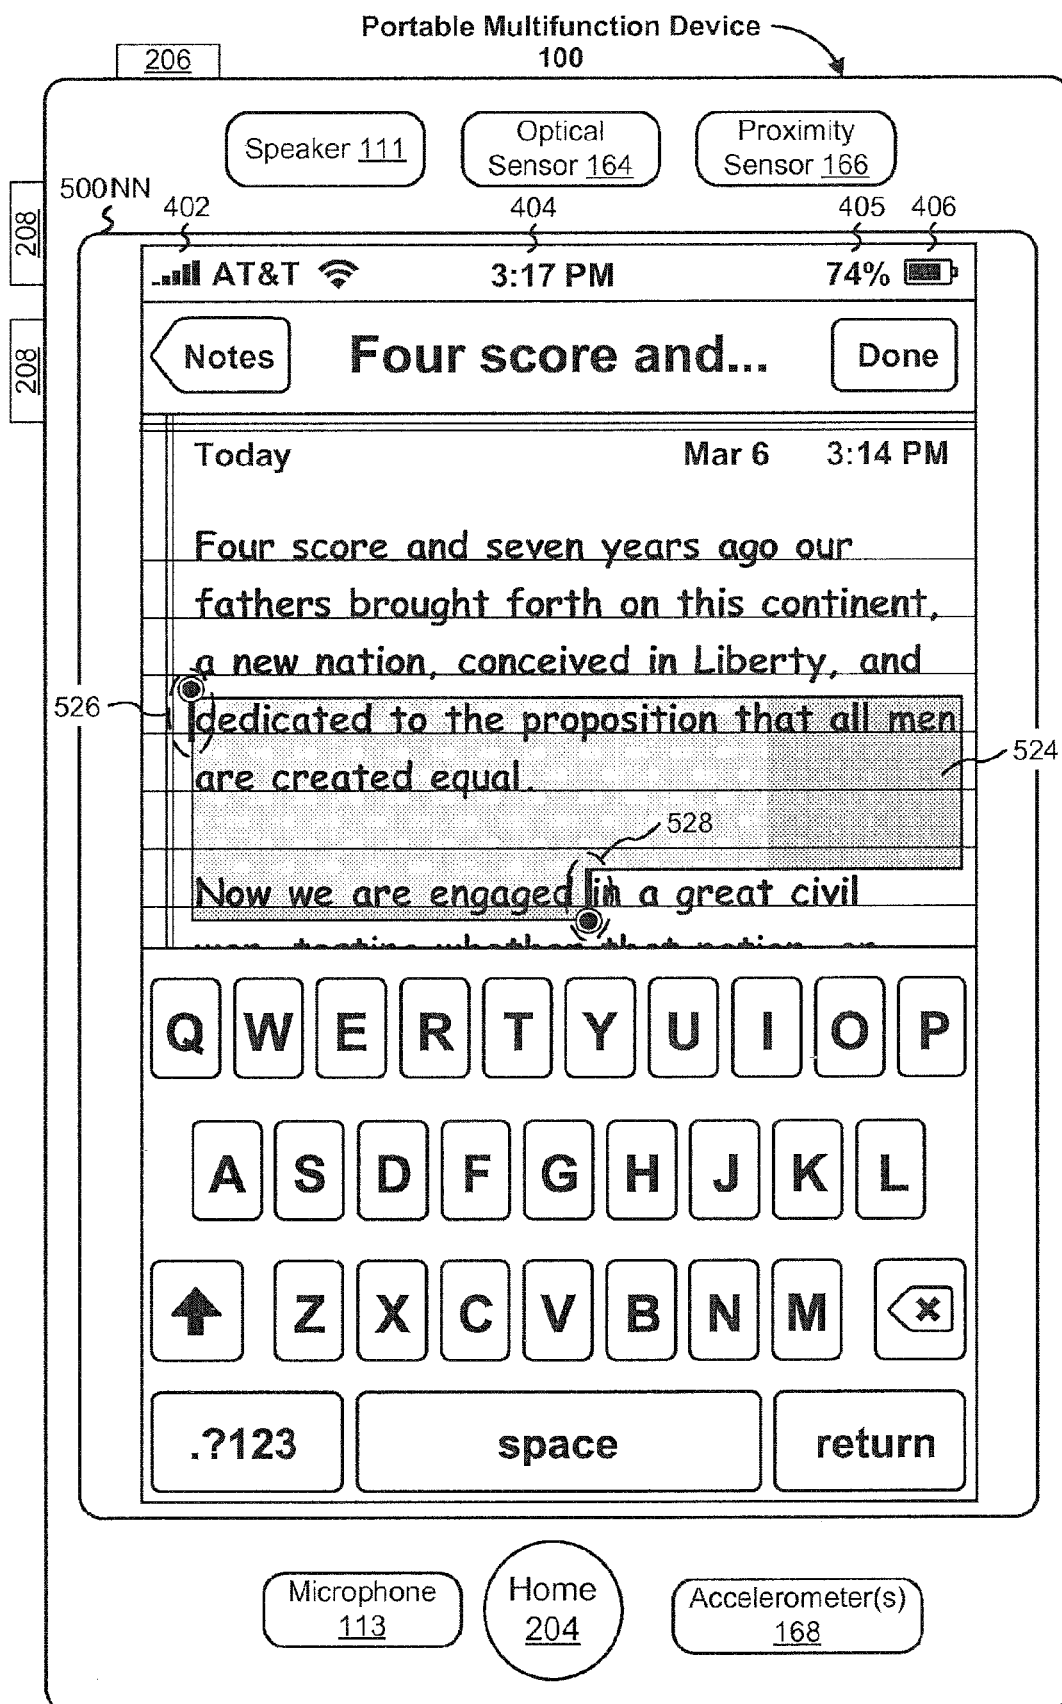 Portable Multifunction Device
100
206
Speaker 111
Optical
Sensor 164
Proximity
Sensor 166
500NN
208
402
404
405
406
AT&T
3:17 PM
74%
208
Notes
Four score and...
Done
Today
Mar 6
3:14 PM
Four score and seven years ago our
fathers brought forth on this continent,
a new nation, conceived in Liberty, and
526
dedicated to the proposition that all men
524
are created equal.
528
Now we are engaged in a great civil
Q W E R T Y U I O P
A S D F G H J K L
Z X C V B N M
.?123
space
return
Microphone
113
Home
204
Accelerometer(s)
168